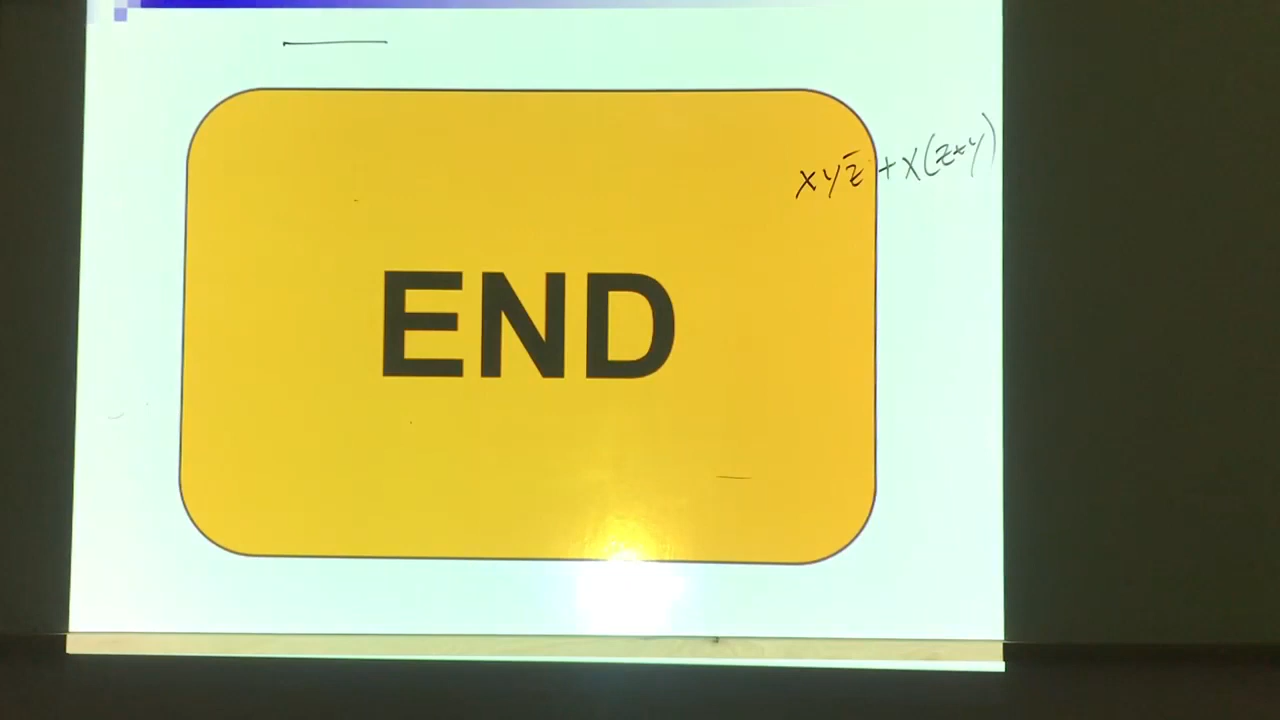 xyz̅ + x(z+y)
END